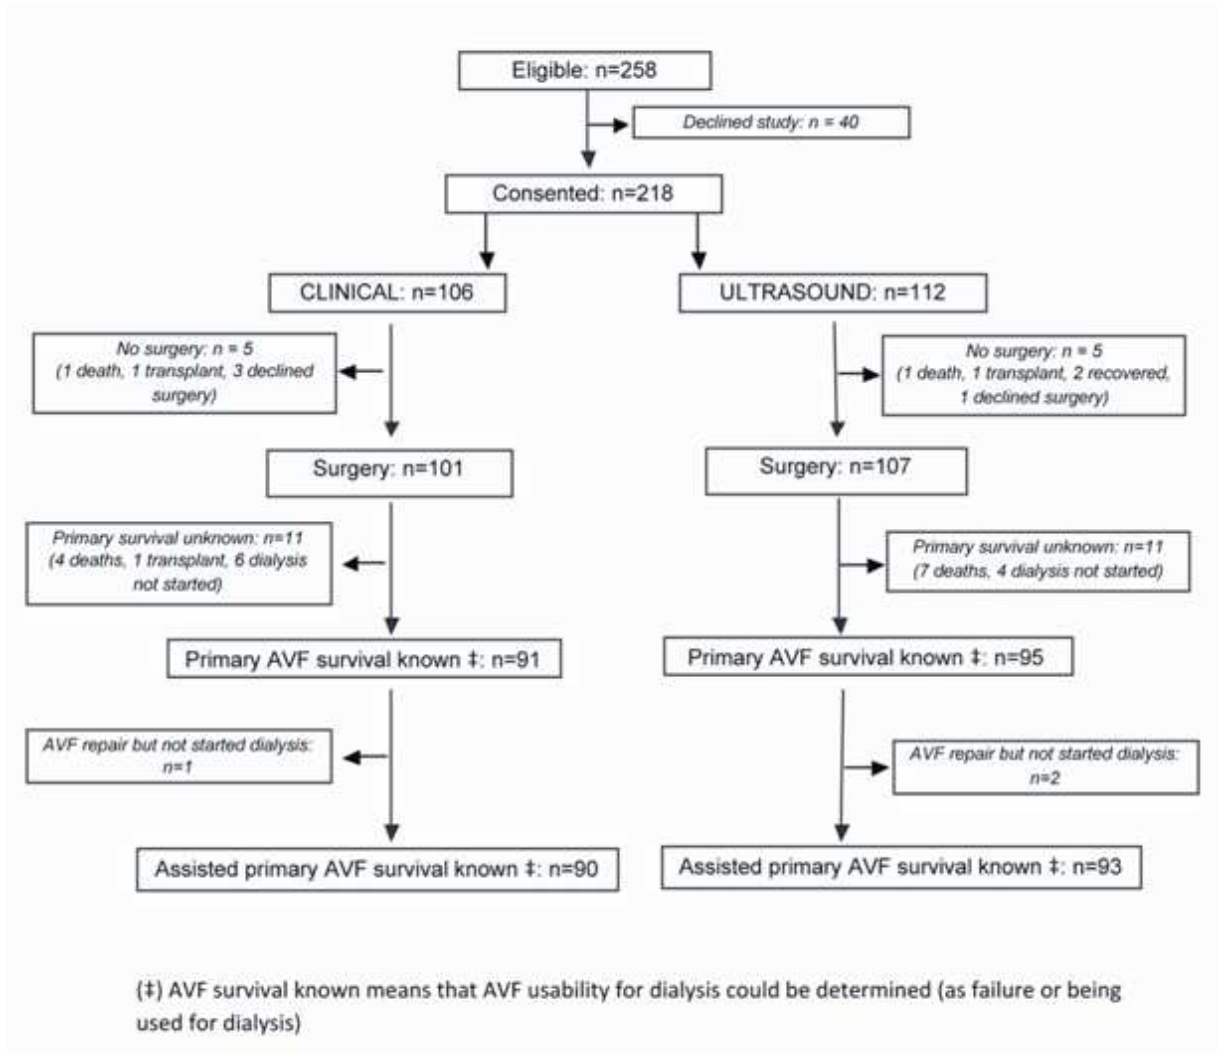 Eligible: n=258
Declined study: n = 40
Consented: n=218
CLINICAL: n=106
ULTRASOUND: n=112
No surgery: n = 5
(1 death, 1 transplant, 3 declined
surgery)
No surgery: n = 5
(1 death, 1 transplant, 2 recovered,
1 declined surgery)
Surgery: n=101
Surgery: n=107
Primary survival unknown: n=11
(4 deaths, 1 transplant, 6 dialysis
not started)
Primary survival unknown: n=11
(7 deaths, 4 dialysis not started)
Primary AVF survival known ‡: n=91
Primary AVF survival known ‡: n=95
AVF repair but not started dialysis:
n=1
AVF repair but not started dialysis:
n=2
Assisted primary AVF survival known ‡: n=90
Assisted primary AVF survival known ‡: n=93
(‡) AVF survival known means that AVF usability for dialysis could be determined (as failure or being
used for dialysis)